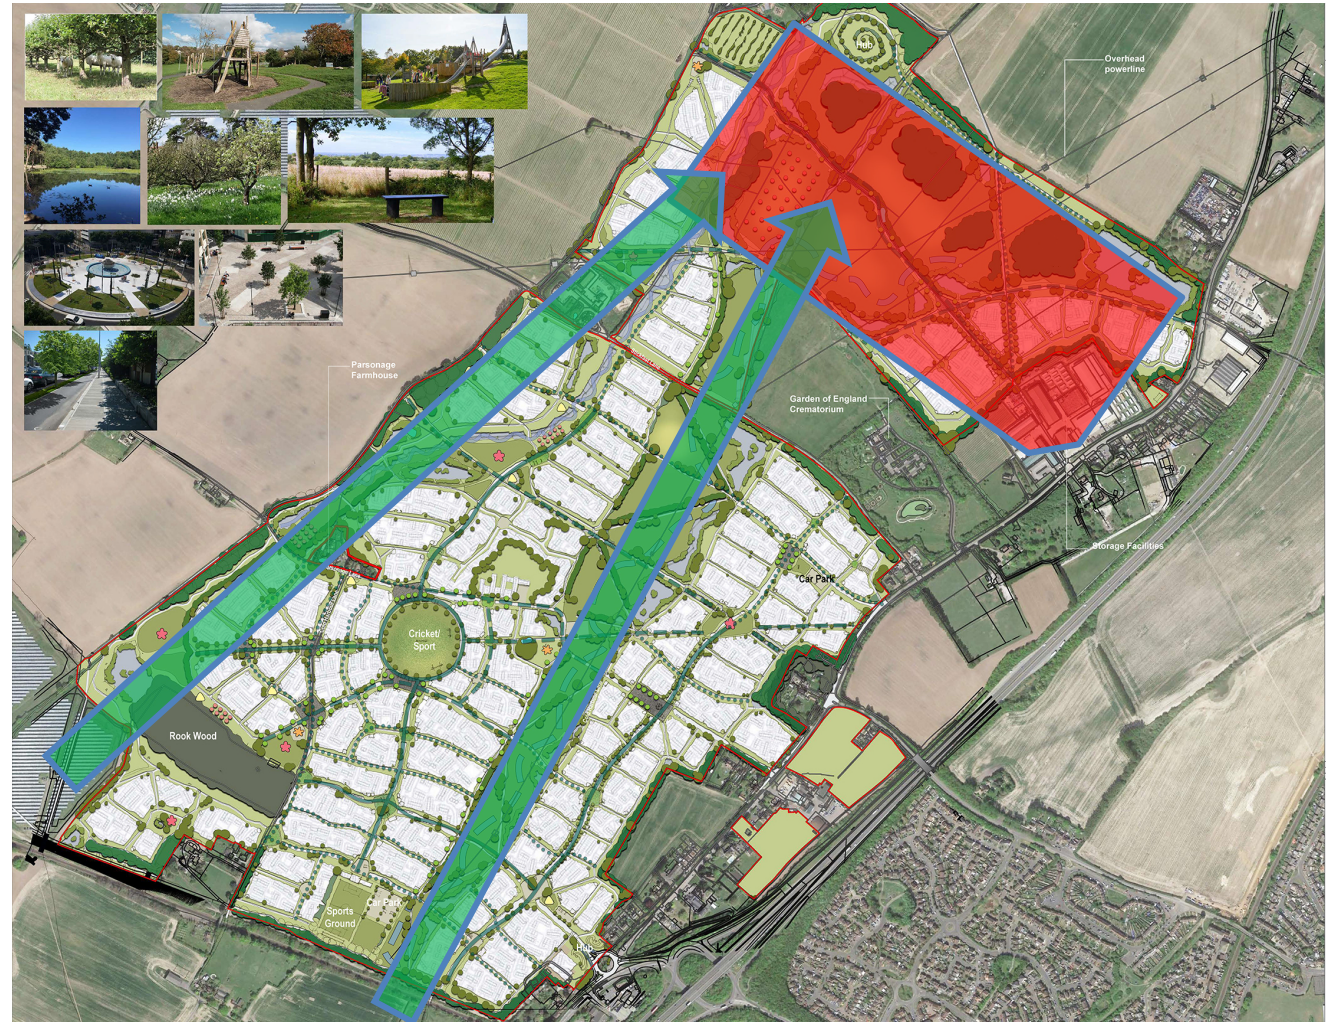 Hub
Overhead
powerline
Parsonage
Farmhouse
Garden of England
Crematorium
Storage Facilities
Car Park
Cricket/
Sport
Rook Wood
Car Park
Sports
Ground
Hub